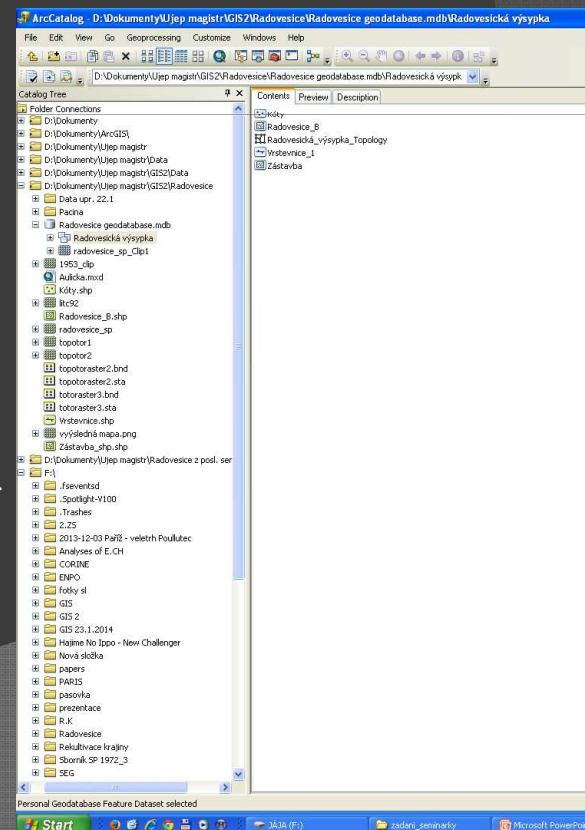 ArcCatalog - D:\Dokumenty\Ujep magistr\GIS2\Radovesice\Radovesice geodatabase.mdb\Radovesická výsypka
File Edit View Go Geoprocessing Customize Windows Help
D:\Dokumenty\Ujep magistr\GIS2\Radovesice\Radovesice geodatabase.mdb\Radovesická výsypk
Catalog Tree
Folder Connections
D:\Dokumenty
D:\Dokumenty\ArcGIS\
D:\Dokumenty\Ujep magistr
D:\Dokumenty\Ujep magistr\Data
D:\Dokumenty\Ujep magistr\GIS2\Data
D:\Dokumenty\Ujep magistr\GIS2\Radovesice
Data upr. 22.1
Pacina
Radovesice geodatabase.mdb
Radovesická výsypka
radovesice_sp_Clip1
1953_clip
Aulicka.mxd
Kóty.shp
litc92
Radovesice_B.shp
radovesice_sp
topotor1
topotor2
topotoraster2.bnd
topotoraster2.sta
totoraster3.bnd
totoraster3.sta
Vrstevnice.shp
vyýsledná mapa.png
Zástavba_shp.shp
D:\Dokumenty\Ujep magistr\Radovesice z posl. ser
F:\
.fseventsd
.Spotlight-V100
.Trashes
2.ZS
2013-12-03 Paříž - veletrh Poullutec
Analyses of E.CH
CORINE
ENPO
fotky sl
GIS
GIS 2
GIS 23.1.2014
Hajime No Ippo - New Challenger
Nová složka
papers
PARIS
pasovka
prezentace
R.K
Radovesice
Rekultivace krajiny
Sborník SP 1972_3
SEG
Contents Preview Description
Kóty
Radovesice_B
Radovesická_výsypka_Topology
Vrstevnice_1
Zástavba
Personal Geodatabase Feature Dataset selected
Start JÁJA (F:) zadani_seminarky Microsoft PowerPoi